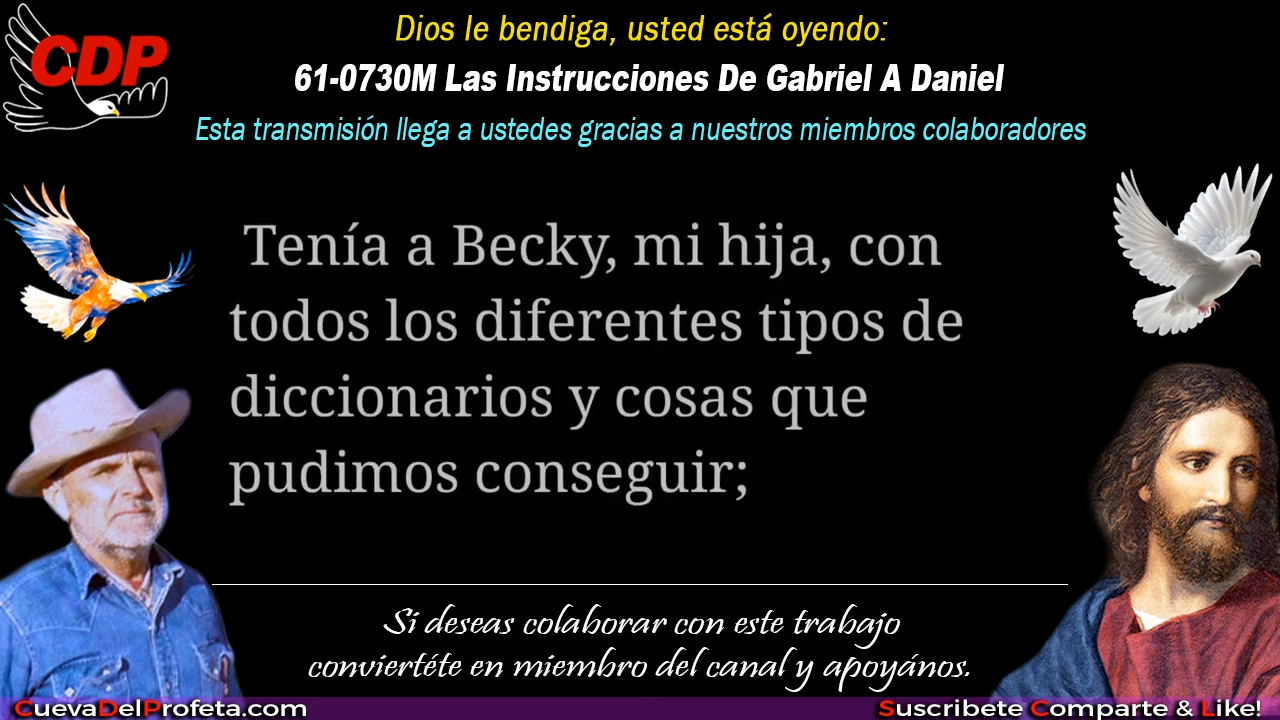 CDP
Dios le bendiga, usted está oyendo:
61-0730M Las Instrucciones De Gabriel A Daniel
Esta transmisión llega a ustedes gracias a nuestros miembros colaboradores
Tenía a Becky, mi hija, con
todos los diferentes tipos de
diccionarios y cosas que
pudimos conseguir;
Si deseas colaborar con este trabajo
conviertéte en miembro del canal y apoyános.
CuevaDelProfeta.com
Suscribete Comparte & Like!